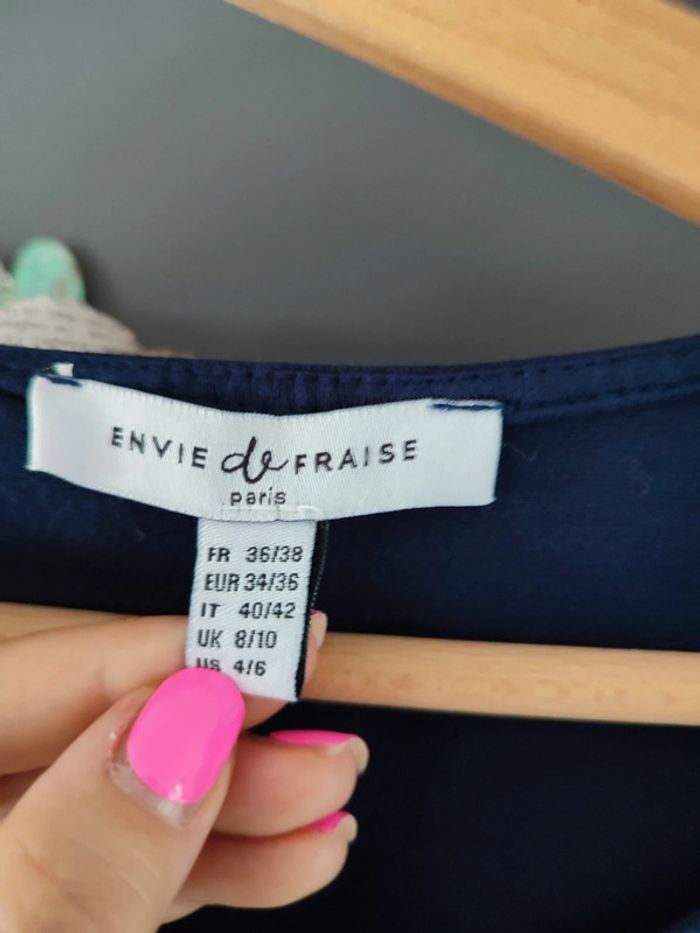 ENVIE de FRAISE
paris
FR 36/38
EUR 34/36
IT 40/42
UK 8/10
US 4/6